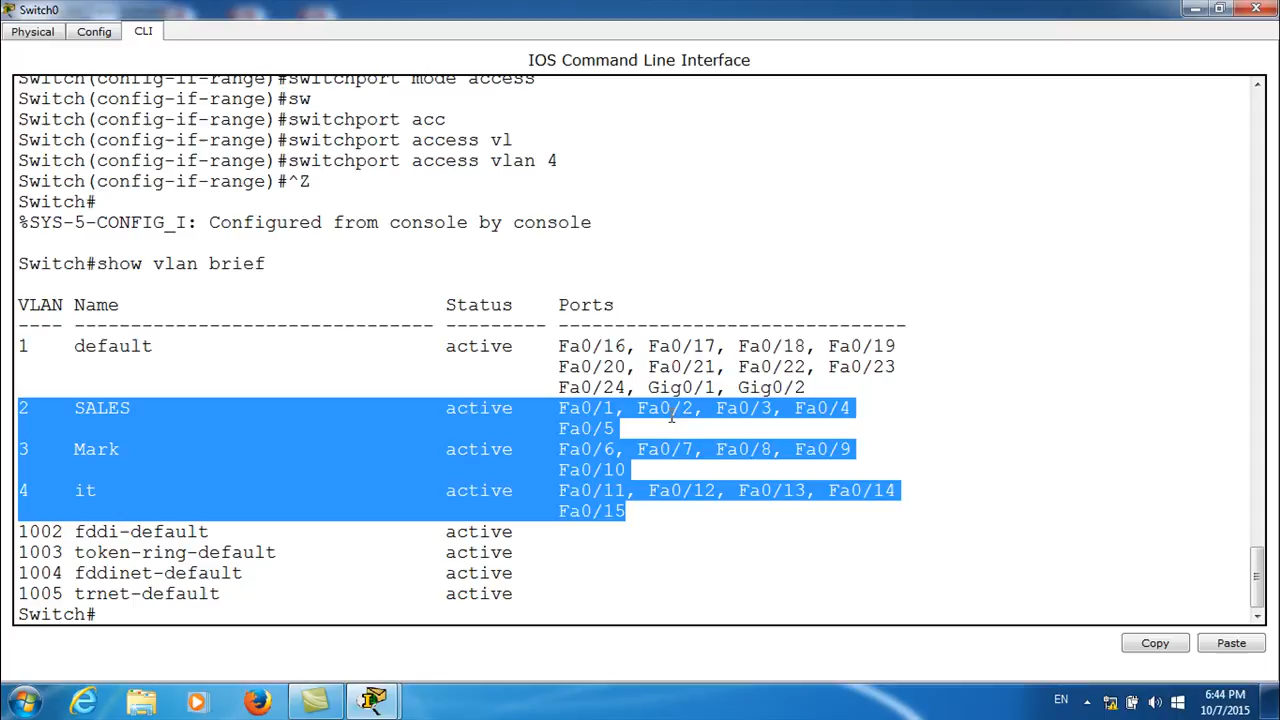 Switch0
Physical Config CLI
IOS Command Line Interface
Switch(config-if-range)#switchport mode access
Switch(config-if-range)#sw
Switch(config-if-range)#switchport acc
Switch(config-if-range)#switchport access vl
Switch(config-if-range)#switchport access vlan 4
Switch(config-if-range)#^Z
Switch#
%SYS-5-CONFIG_I: Configured from console by console
Switch#show vlan brief
VLAN Name Status Ports
---- -------------------------------- --------- -------------------------------
1 default active Fa0/16, Fa0/17, Fa0/18, Fa0/19
Fa0/20, Fa0/21, Fa0/22, Fa0/23
Fa0/24, Gig0/1, Gig0/2
2 SALES active Fa0/1, Fa0/2, Fa0/3, Fa0/4
Fa0/5
3 Mark active Fa0/6, Fa0/7, Fa0/8, Fa0/9
Fa0/10
4 it active Fa0/11, Fa0/12, Fa0/13, Fa0/14
Fa0/15
1002 fddi-default active
1003 token-ring-default active
1004 fddinet-default active
1005 trnet-default active
Switch#
Copy Paste
EN 6:44 PM
10/7/2015